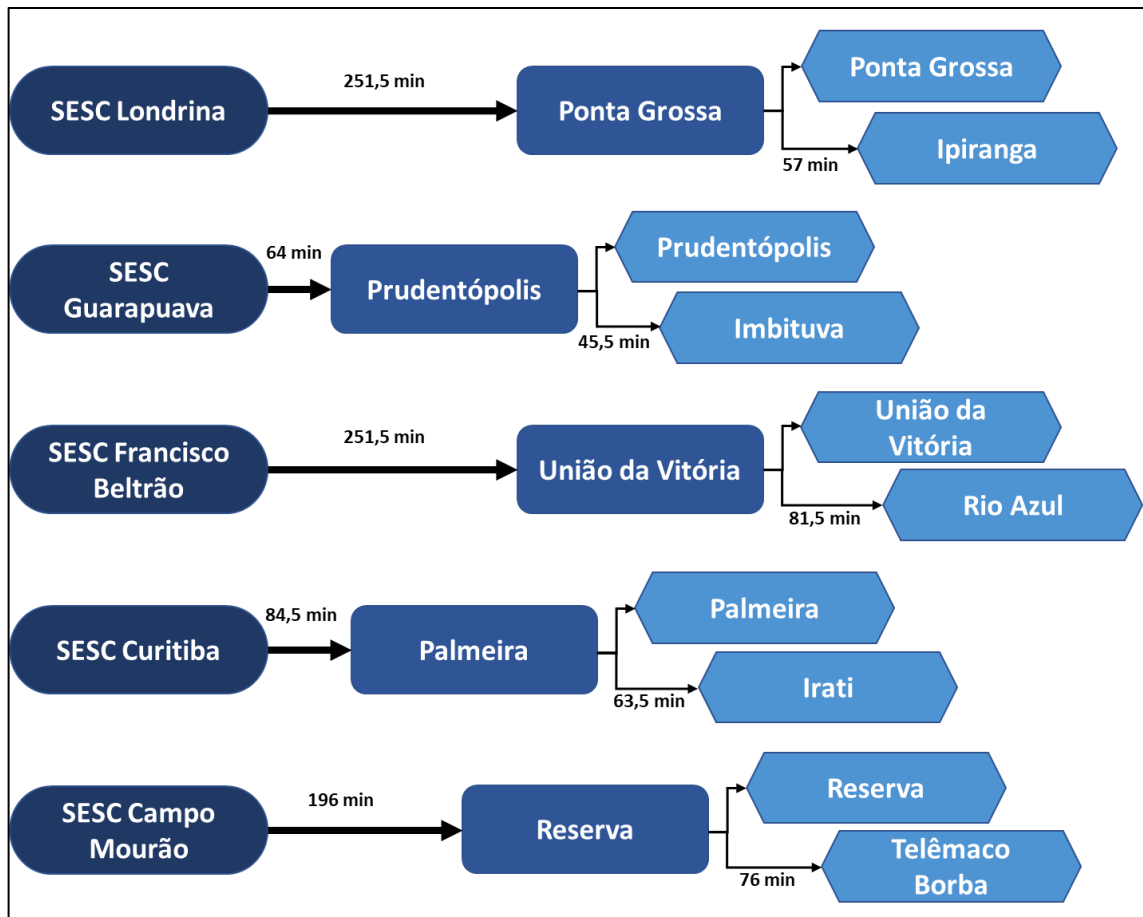 251,5 min
SESC Londrina
Ponta Grossa
Ponta Grossa
57 min
Ipiranga
64 min
SESC
Guarapuava
Prudentópolis
Prudentópolis
45,5 min
Imbituva
251,5 min
SESC Francisco
Beltrão
União da Vitória
União da
Vitória
81,5 min
Rio Azul
84,5 min
SESC Curitiba
Palmeira
Palmeira
63,5 min
Irati
196 min
SESC Campo
Mourão
Reserva
Reserva
76 min
Telêmaco
Borba